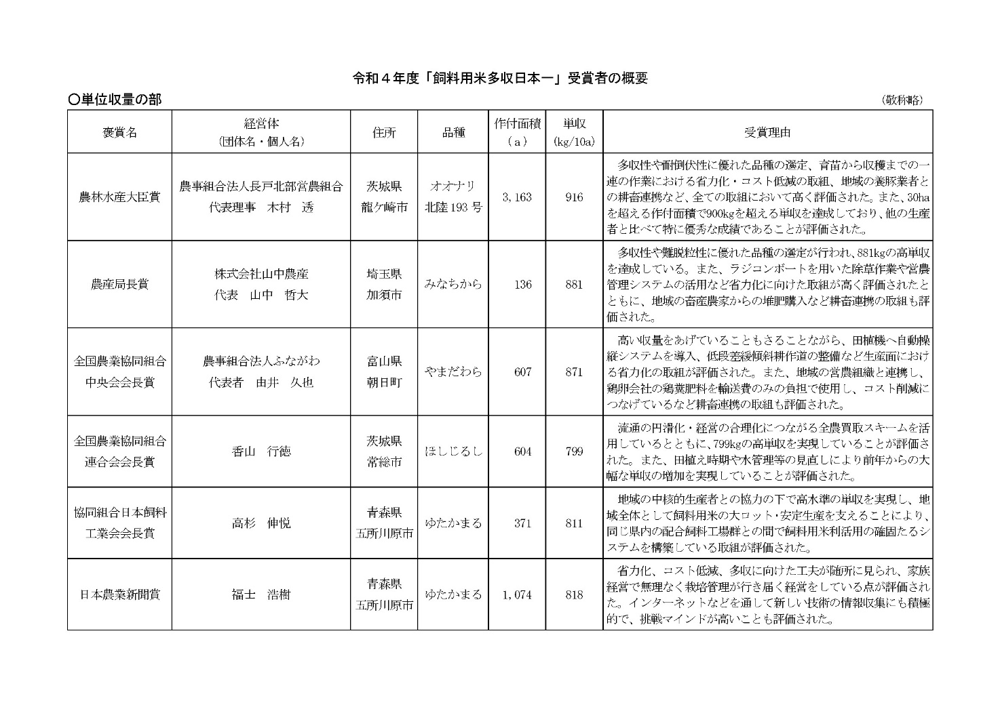 令和４年度「飼料用米多収日本一」受賞者の概要
〇単位収量の部
（敬称略）
褒賞名
経営体
（団体名・個人名）
住所
品種
作付面積
（a）
単収
(kg/10a)
受賞理由
農林水産大臣賞
農事組合法人長戸北部営農組合
代表理事　木村　透
茨城県
龍ケ崎市
オオナリ
北陸193号
3,163
916
多収性や耐倒伏性に優れた品種の選定、育苗から収穫までの一
連の作業における省力化・コスト低減の取組、地域の養豚業者と
の耕畜連携など、全ての取組において高く評価された。また、30ha
を超える作付面積で900kgを超える単収を達成しており、他の生産
者と比べて特に優秀な成績であることが評価された。
農産局長賞
株式会社山中農産
代表　山中　哲大
埼玉県
加須市
みなちから
136
881
多収性や難脱粒性に優れた品種の選定が行われ、881kgの高単収
を達成している。また、ラジコンボートを用いた除草作業や営農
管理システムの活用など省力化に向けた取組が高く評価されたと
ともに、地域の畜産農家からの堆肥購入など耕畜連携の取組も評
価された。
全国農業協同組合
中央会会長賞
農事組合法人ふながわ
代表者　由井　久也
富山県
朝日町
やまだわら
607
871
高い収量をあげていることもさることながら、田植機へ自動操
縦システムを導入、低段差緩傾斜耕作道の整備など生産面におけ
る省力化の取組が評価された。また、地域の営農組織と連携し、
鶏卵会社の鶏糞肥料を輸送費のみの負担で使用し、コスト削減に
つなげているなど耕畜連携の取組も評価された。
全国農業協同組合
連合会会長賞
香山　行徳
茨城県
常総市
ほしじるし
604
799
流通の円滑化・経営の合理化につながる全農買取スキームを活
用しているとともに、799kgの高単収を実現していることが評価さ
れた。また、田植え時期や水管理等の見直しにより前年からの大
幅な単収の増加を実現していることが評価された。
協同組合日本飼料
工業会会長賞
高杉　伸悦
青森県
五所川原市
ゆたかまる
371
811
地域の中核的生産者との協力の下で高水準の単収を実現し、地
域全体として飼料用米の大ロット・安定生産を支えることにより、
同じ県内の配合飼料工場群との間で飼料用米利活用の確固たるシ
ステムを構築している取組が評価された。
日本農業新聞賞
福士　浩樹
青森県
五所川原市
ゆたかまる
1,074
818
省力化、コスト低減、多収に向けた工夫が随所に見られ、家族
経営で無理なく栽培管理が行き届く経営をしている点が評価され
た。インターネットなどを通して新しい技術の情報収集にも積極
的で、挑戦マインドが高いことも評価された。